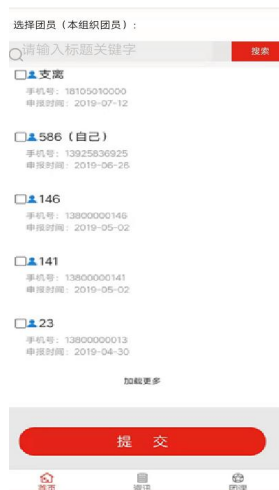 选择团员（本组织团员）:
请输入标题关键字 搜索
支离
手机号：18105010000
申报时间：2019-07-12
586（自己）
手机号：13925836925
申报时间：2019-06-25
146
手机号：13800000146
申报时间：2019-05-02
141
手机号：13800000141
申报时间：2019-05-02
23
手机号：13800000013
申报时间：2019-04-30
加载更多
提 交
首页 资讯 团课